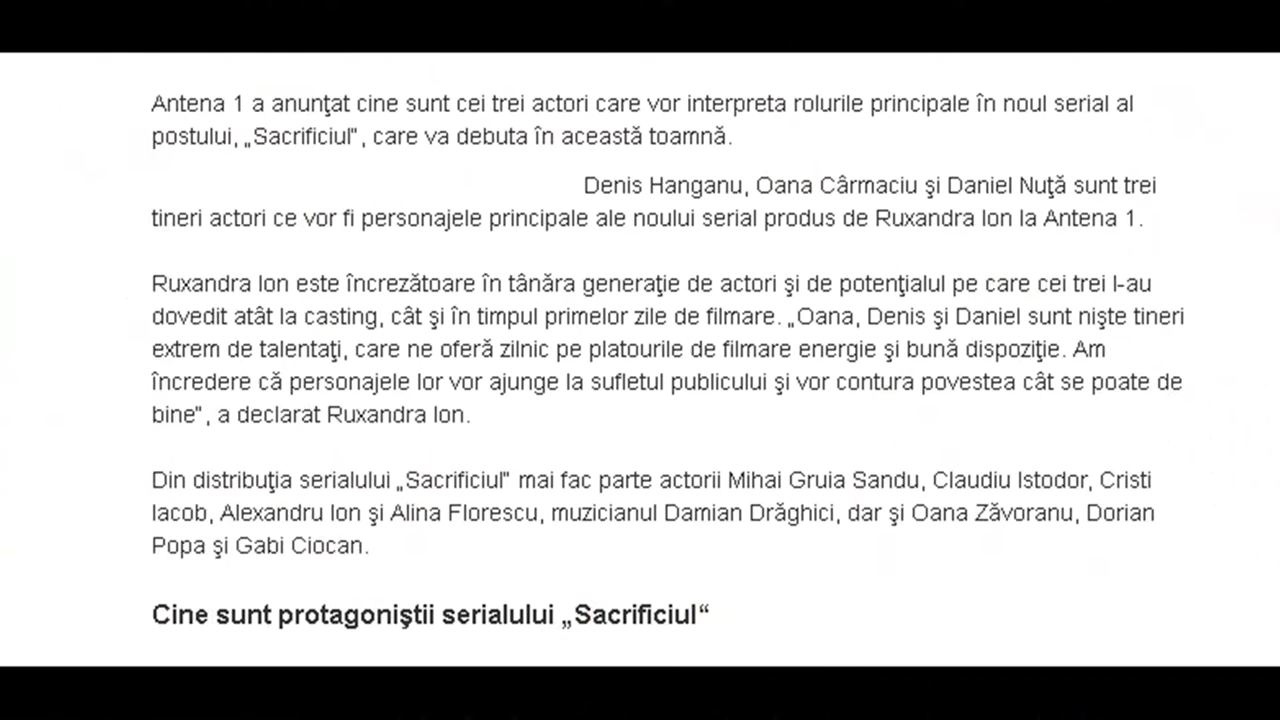 Antena 1 a anunţat cine sunt cei trei actori care vor interpreta rolurile principale în noul serial al
postului, „Sacrificiul”, care va debuta în această toamnă.
Denis Hanganu, Oana Cârmaciu şi Daniel Nuţă sunt trei
tineri actori ce vor fi personajele principale ale noului serial produs de Ruxandra Ion la Antena 1.
Ruxandra Ion este încrezătoare în tânăra generaţie de actori şi de potenţialul pe care cei trei l-au
dovedit atât la casting, cât şi în timpul primelor zile de filmare. „Oana, Denis şi Daniel sunt nişte tineri
extrem de talentaţi, care ne oferă zilnic pe platourile de filmare energie şi bună dispoziţie. Am
încredere că personajele lor vor ajunge la sufletul publicului şi vor contura povestea cât se poate de
bine”, a declarat Ruxandra Ion.
Din distribuţia serialului „Sacrificiul” mai fac parte actorii Mihai Gruia Sandu, Claudiu Istodor, Cristi
Iacob, Alexandru Ion şi Alina Florescu, muzicianul Damian Drăghici, dar şi Oana Zăvoranu, Dorian
Popa şi Gabi Ciocan.
Cine sunt protagoniştii serialului „Sacrificiul“